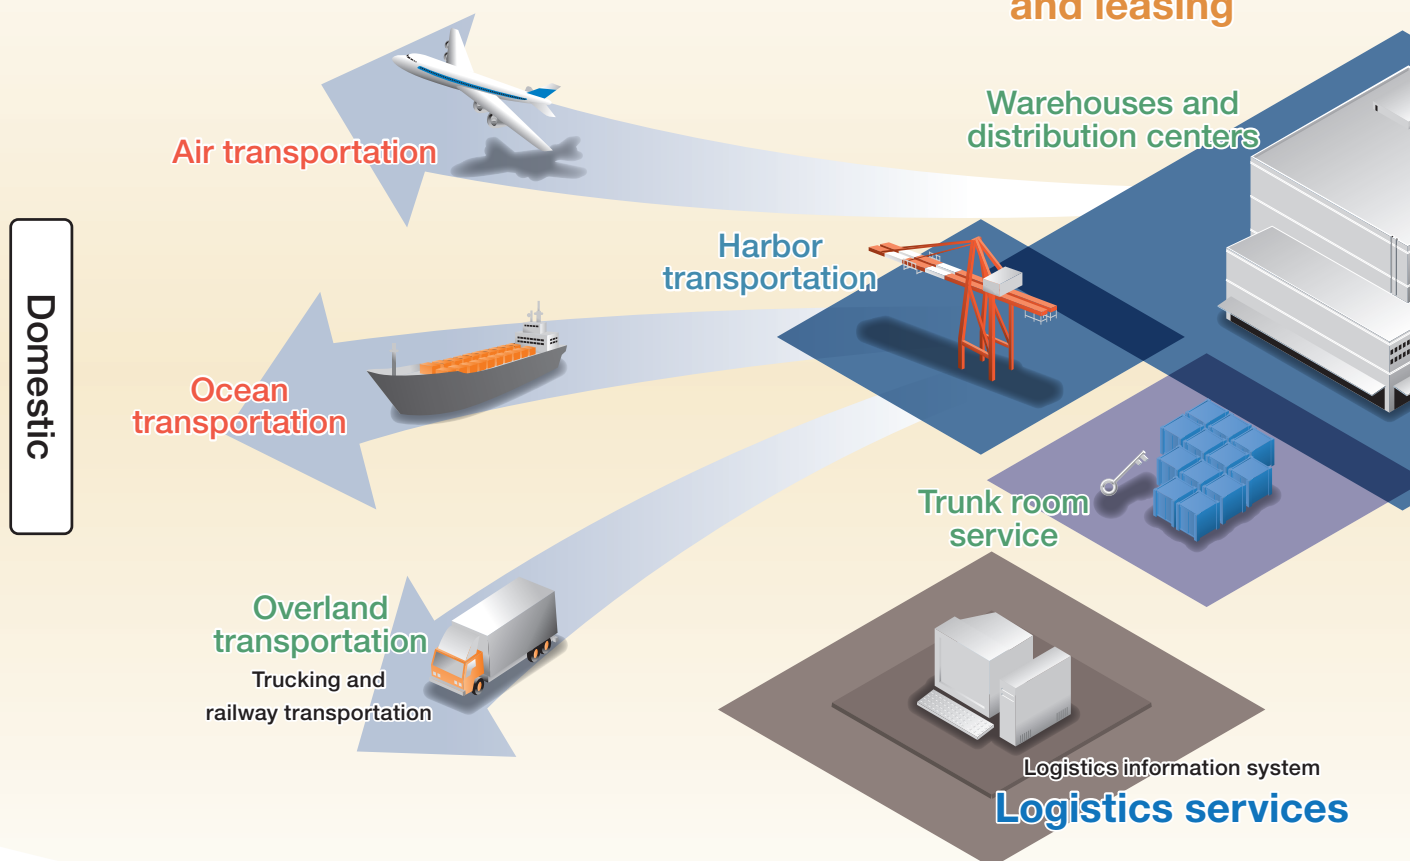 and leasing
Warehouses and
distribution centers
Air transportation
Harbor
transportation
Domestic
Ocean
transportation
Trunk room
service
Overland
transportation
Trucking and
railway transportation
Logistics information system
Logistics services